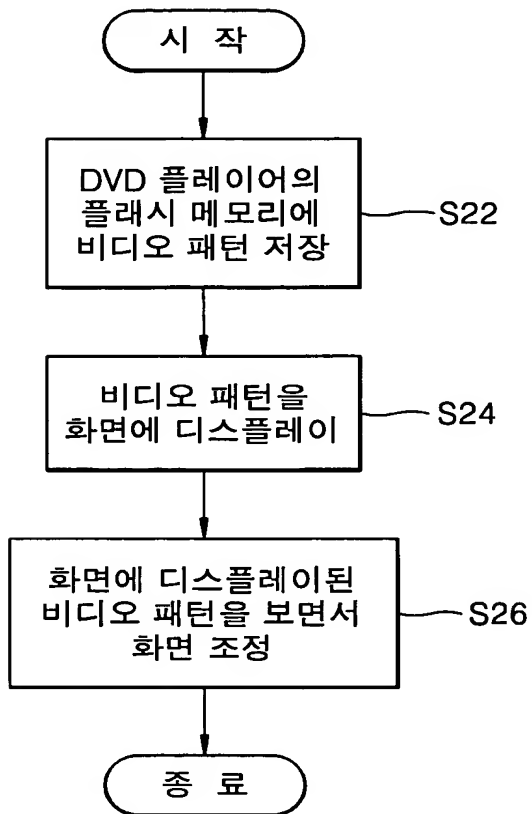 시 작
DVD 플레이어의
플래시 메모리에
비디오 패턴 저장
S22
비디오 패턴을
화면에 디스플레이
S24
화면에 디스플레이된
비디오 패턴을 보면서
화면 조정
S26
종 료